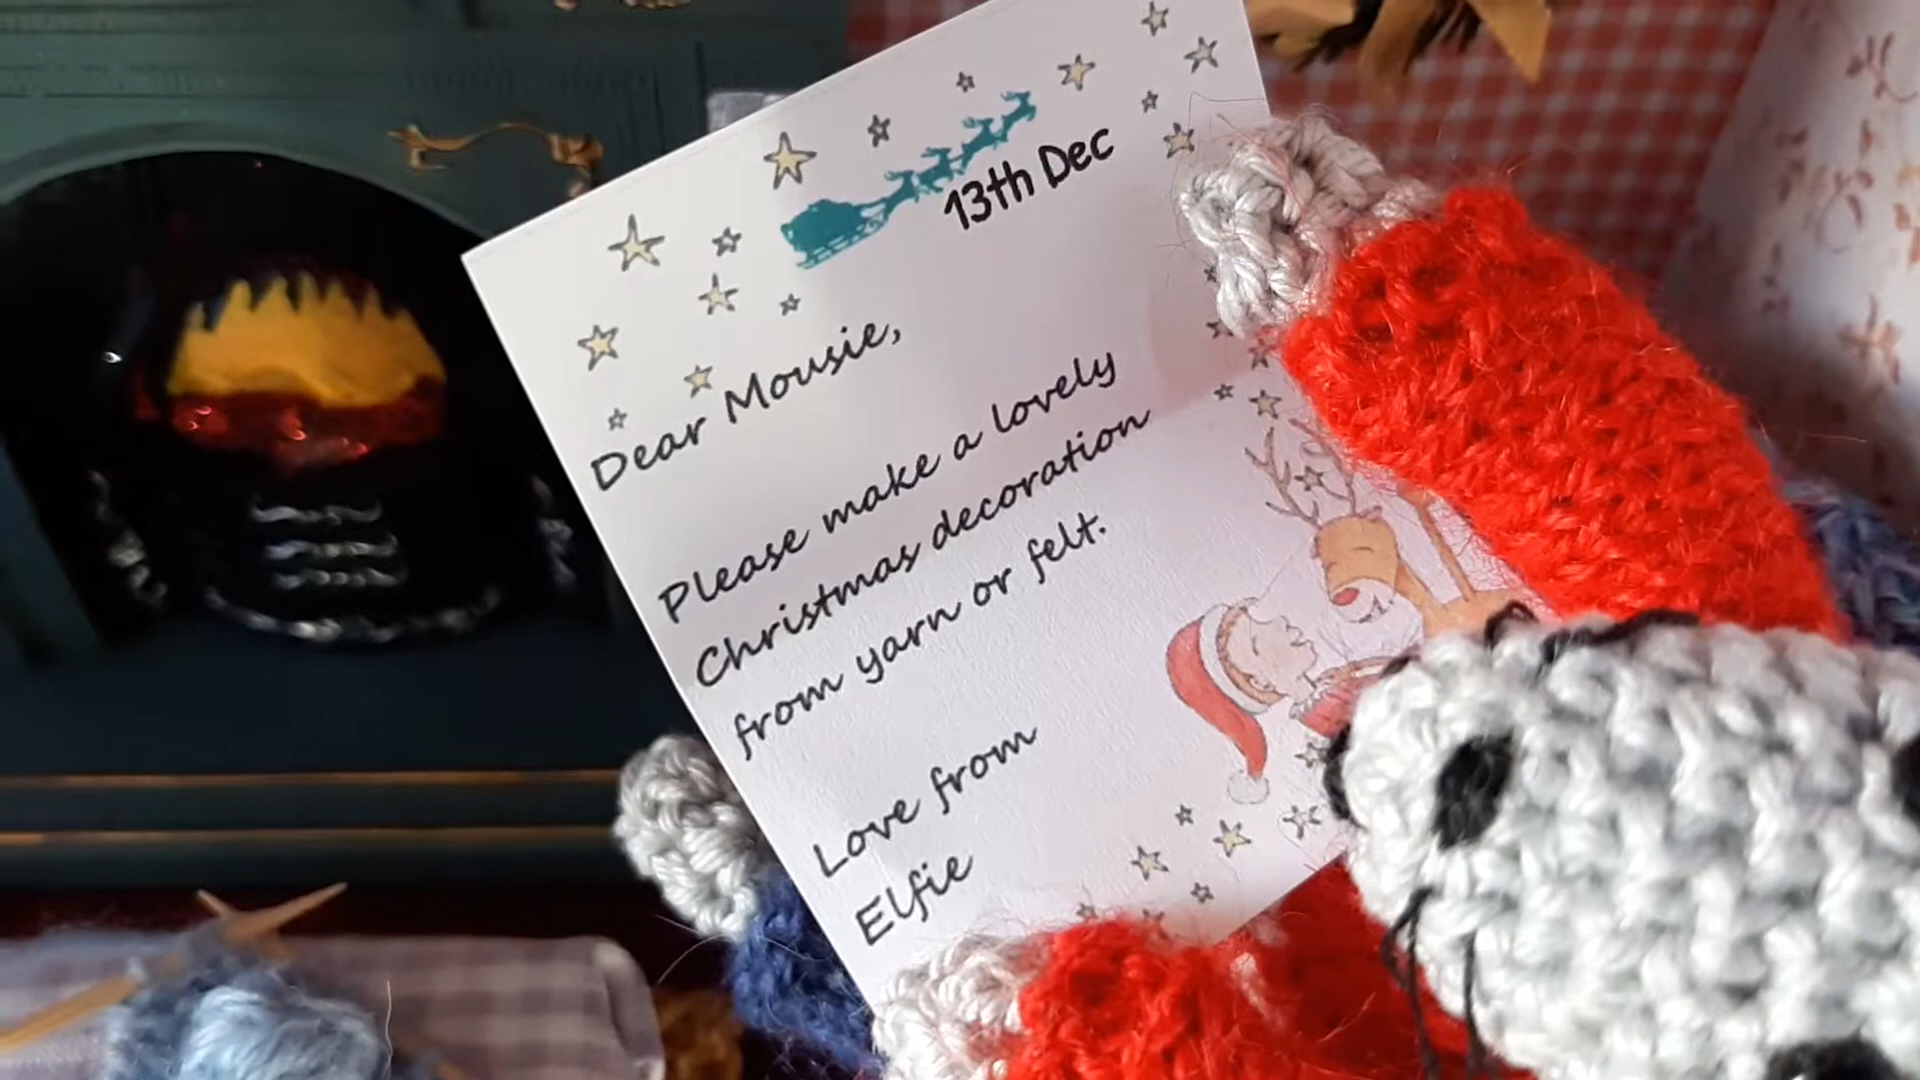 13th Dec
Dear Mousie,
Please make a lovely
Christmas decoration
from yarn or felt.
Love from
Elfie